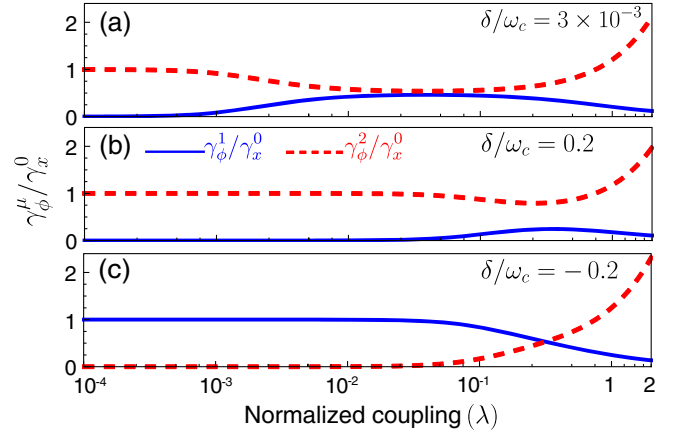 (a) δ/ω_c = 3 × 10^−3
2
1
0
(b) γ_ϕ^1/γ_x^0 γ_ϕ^2/γ_x^0 δ/ω_c = 0.2
2
1
0
γ_ϕ^μ/γ_x^0
(c) δ/ω_c = − 0.2
2
1
0
10^-4 10^-3 10^-2 10^-1 1 2
Normalized coupling (λ)